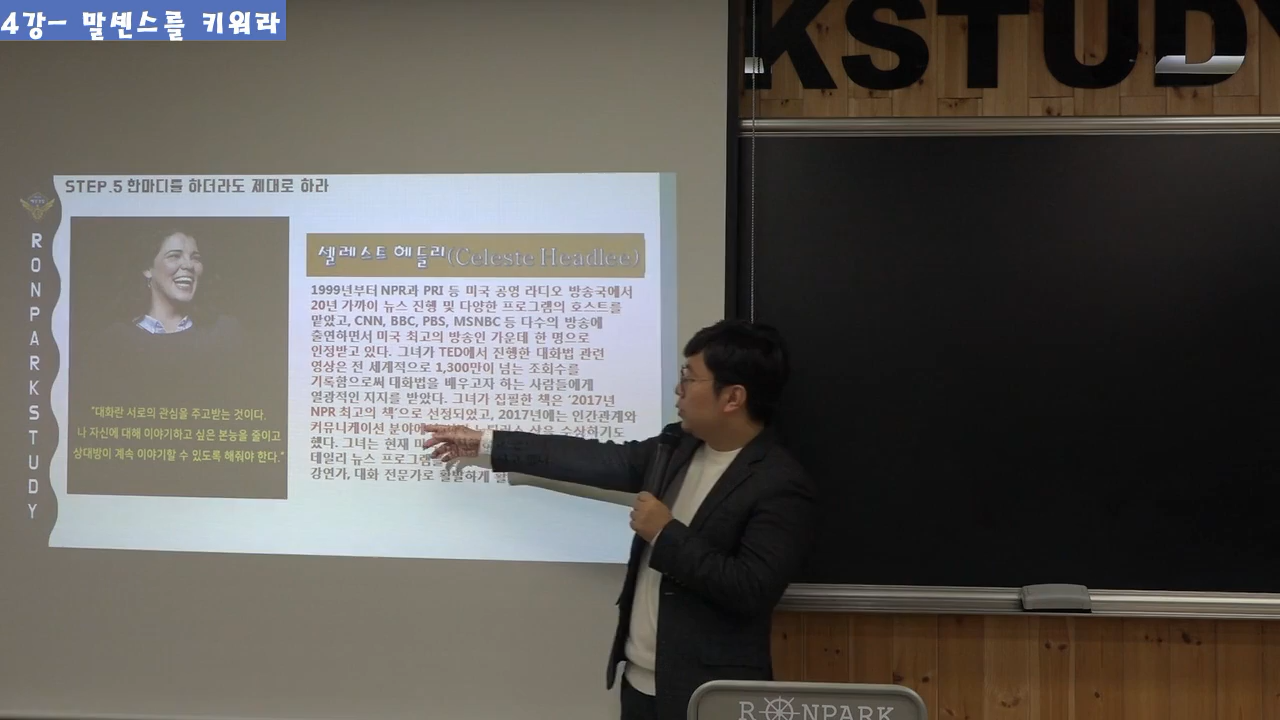 4강- 말센스를 키워라
KSTUDY
STEP.5 한마디를 하더라도 제대로 하라
RONPARKSTUDY
셀레스트 헤들리(Celeste Headlee)
1999년부터 NPR과 PRI 등 미국 공영 라디오 방송국에서
20년 가까이 뉴스 진행 및 다양한 프로그램의 호스트를
맡았고, CNN, BBC, PBS, MSNBC 등 다수의 방송에
출연하면서 미국 최고의 방송인 가운데 한 명으로
인정받고 있다. 그녀가 TED에서 진행한 대화법 관련
영상은 전 세계적으로 1,300만이 넘는 조회수를
기록함으로써 대화법을 배우고자 하는 사람들에게
열광적인 지지를 받았다. 그녀가 집필한 책은 '2017년
NPR 최고의 책'으로 선정되었고, 2017년에는 인간관계와
커뮤니케이션 분야에 상을 수상하기도
했다. 그녀는 현재
데일리 뉴스 프로그램을
강연가, 대화 전문기로 활발하게
"대화란 서로의 관심을 주고받는 것이다.
나 자신에 대해 이야기하고 싶은 본능을 줄이고
상대방이 계속 이야기할 수 있도록 해줘야 한다."
RONPARK